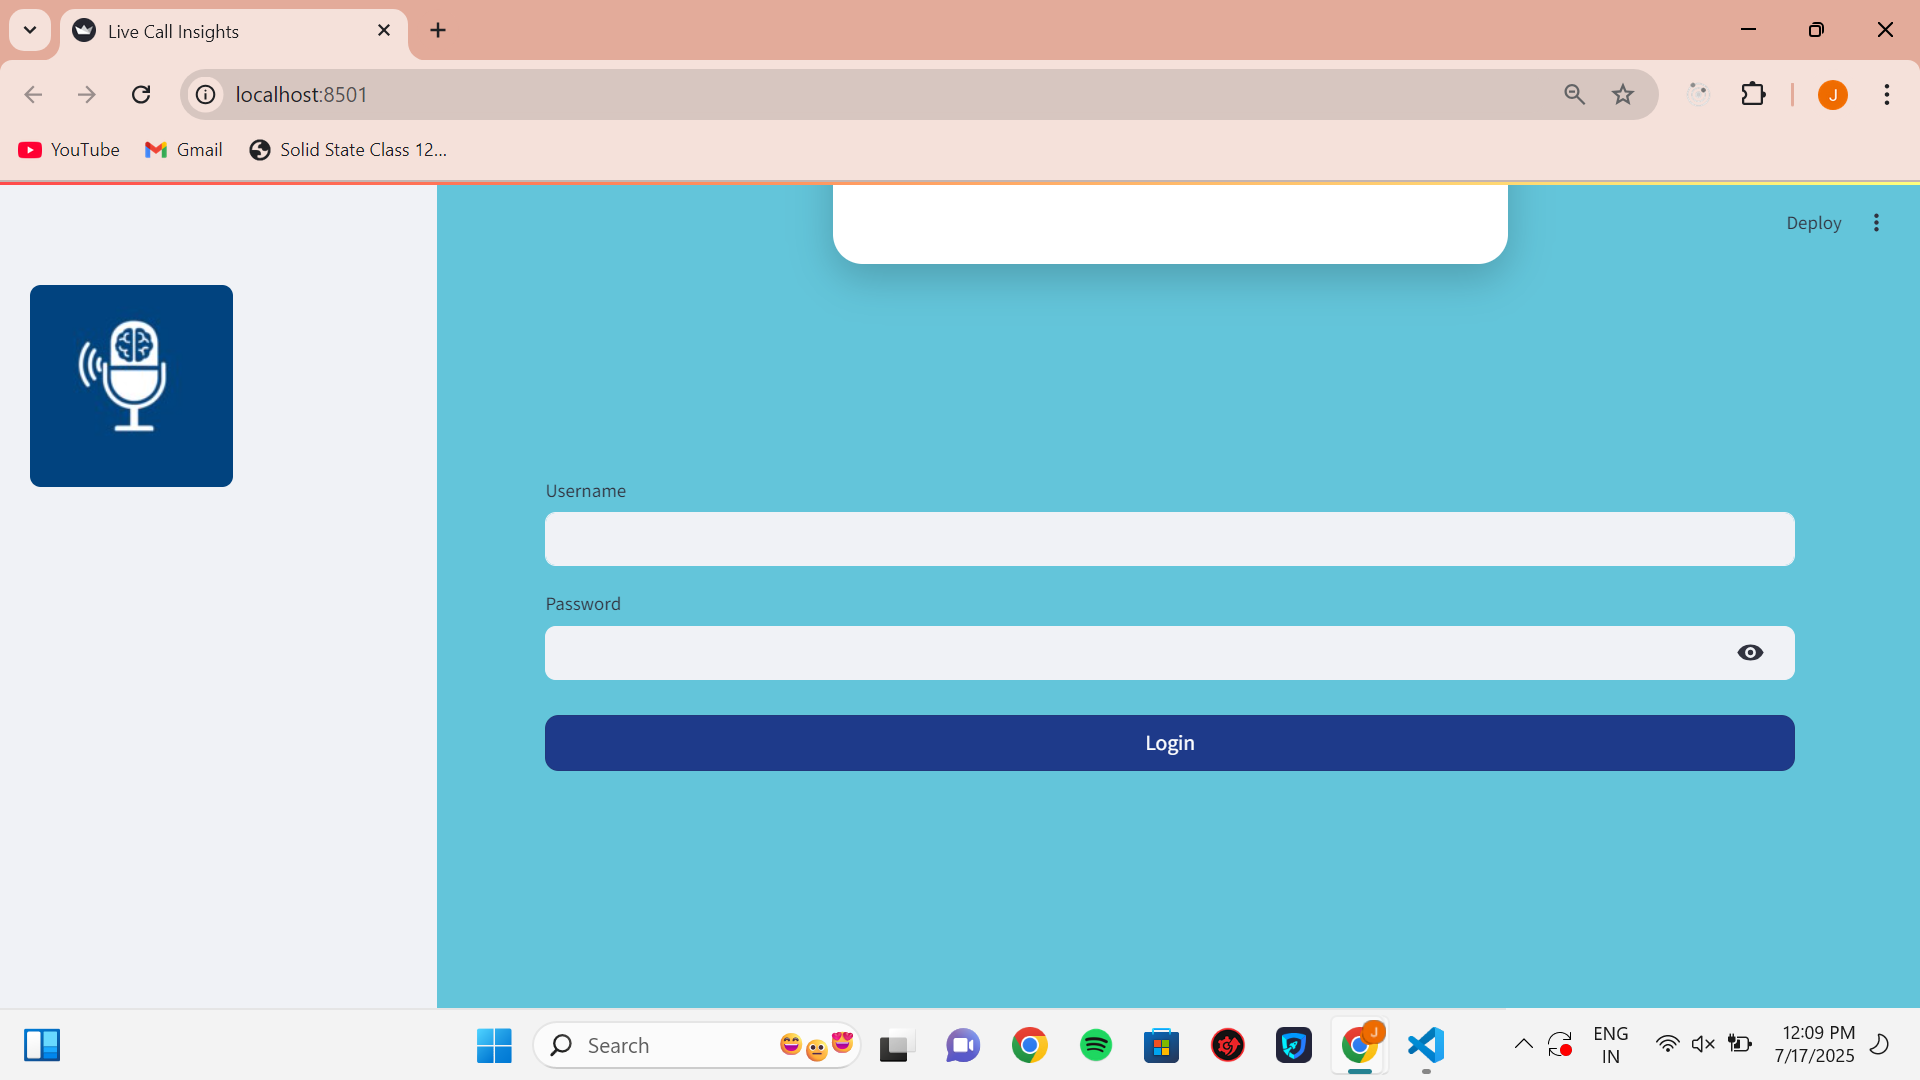 Live Call Insights
localhost:8501
YouTube
Gmail
Solid State Class 12...
Deploy
Username
Password
Login
Search
J
J
ENG
IN
12:09 PM
7/17/2025